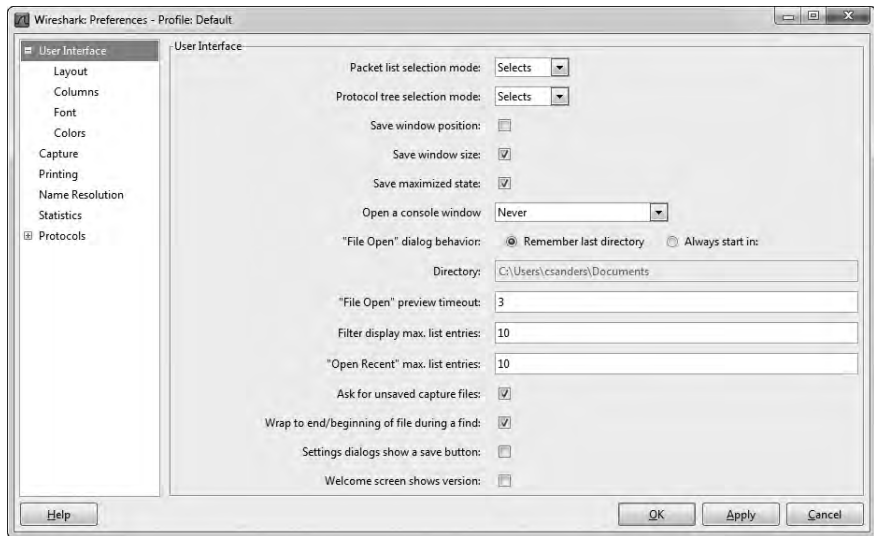 Wireshark: Preferences - Profile: Default
User Interface
Layout
Columns
Font
Colors
Capture
Printing
Name Resolution
Statistics
Protocols
User Interface
Packet list selection mode: Selects
Protocol tree selection mode: Selects
Save window position:
Save window size:
Save maximized state:
Open a console window Never
"File Open" dialog behavior: Remember last directory Always start in:
Directory: C:\Users\csanders\Documents
"File Open" preview timeout: 3
Filter display max. list entries: 10
"Open Recent" max. list entries: 10
Ask for unsaved capture files:
Wrap to end/beginning of file during a find:
Settings dialogs show a save button:
Welcome screen shows version:
Help OK Apply Cancel